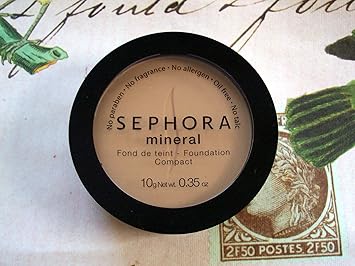 No paraben • No fragrance • No allergen • Oil free • No talc
SEPHORA
mineral
Fond de teint - Foundation
Compact
10g Net wt. 0.35 oz
2F50 POSTES 2F50